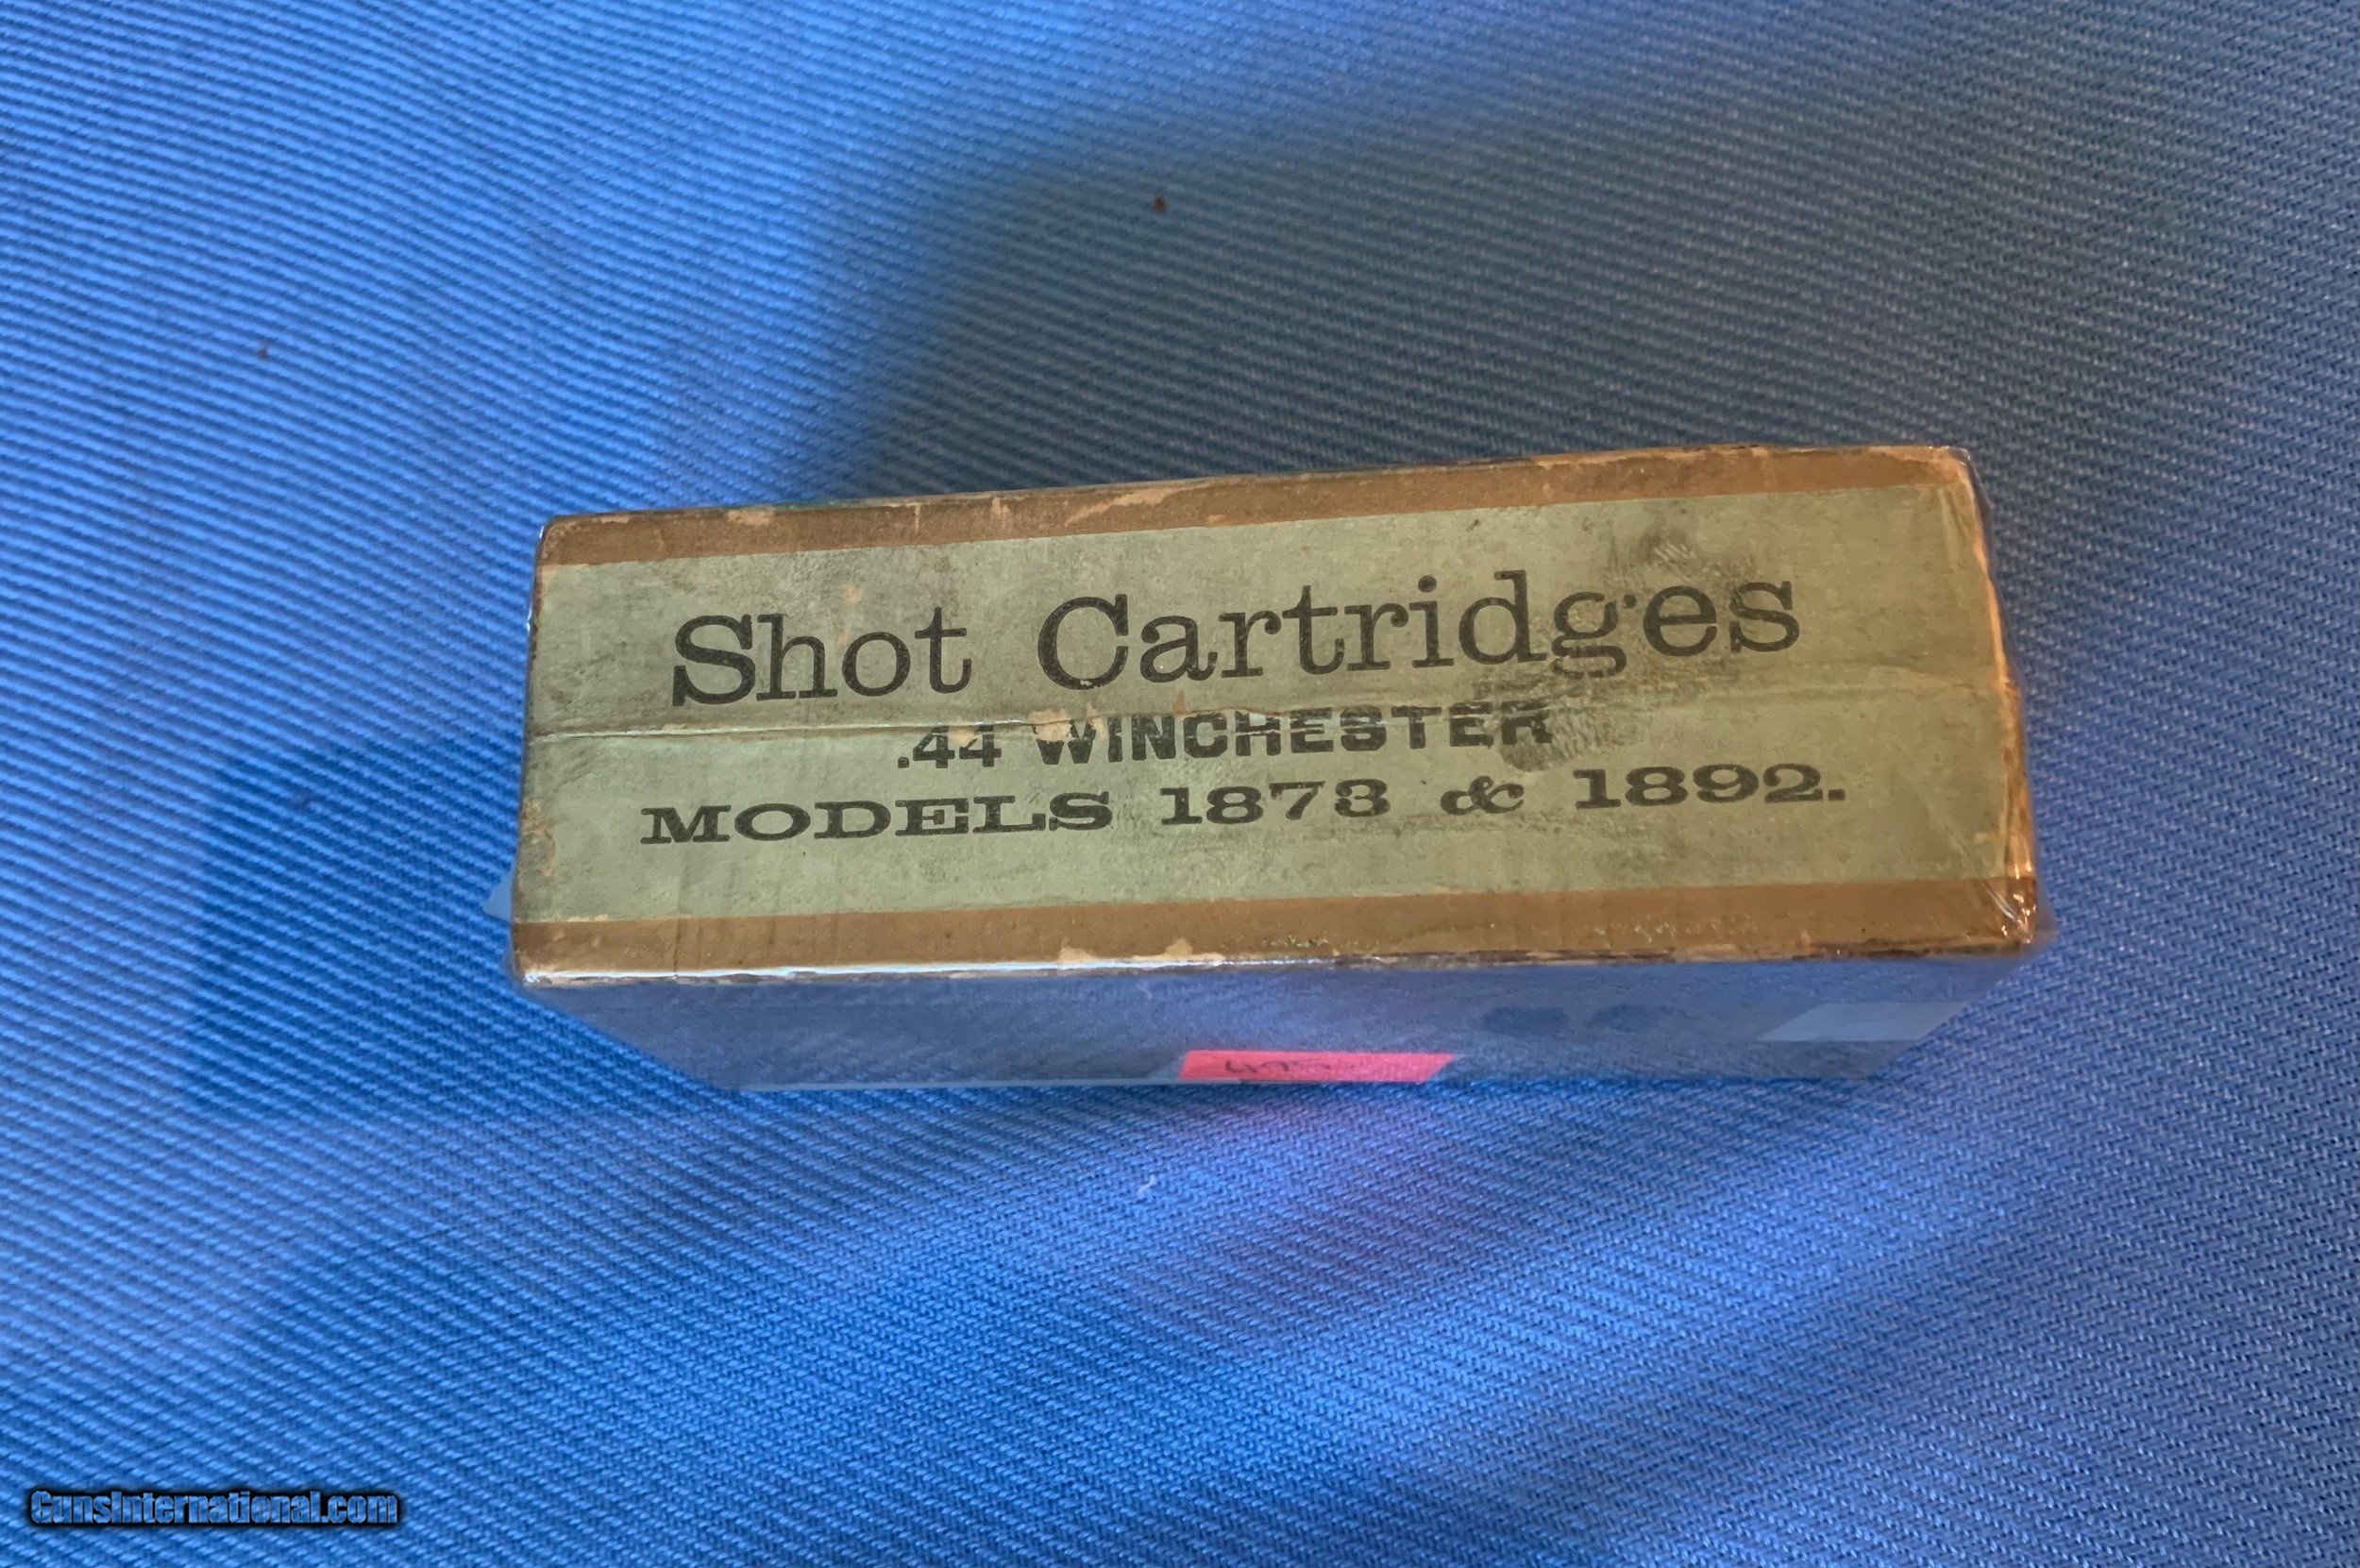 Shot Cartridges
.44 WINCHESTER
MODELS 1873 & 1892.
GunsInternational.com